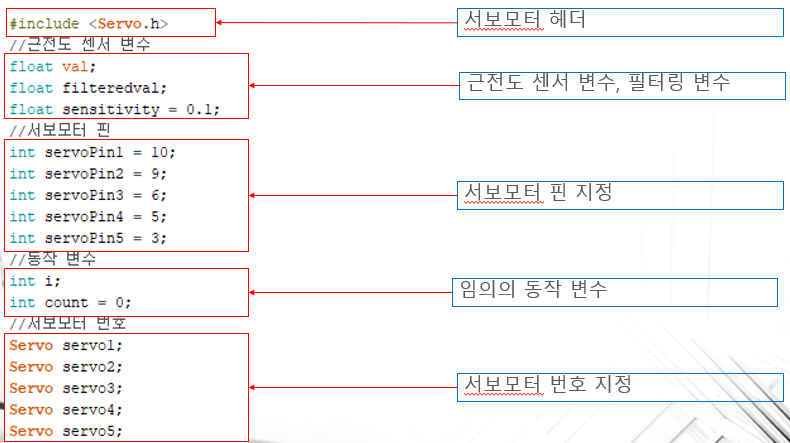 #include <Servo.h>
서보모터 헤더
//근전도 센서 변수
float val;
float filteredval;
float sensitivity = 0.1;
근전도 센서 변수, 필터링 변수
//서보모터 핀
int servoPin1 = 10;
int servoPin2 = 9;
int servoPin3 = 6;
int servoPin4 = 5;
int servoPin5 = 3;
서보모터 핀 지정
//동작 변수
int i;
int count = 0;
임의의 동작 변수
//서보모터 번호
Servo servo1;
Servo servo2;
Servo servo3;
Servo servo4;
Servo servo5;
서보모터 번호 지정